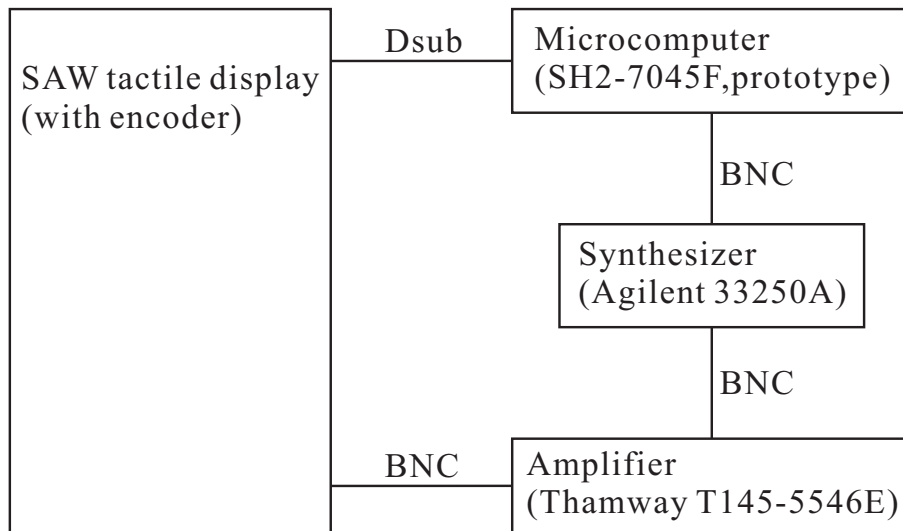 SAW tactile display
(with encoder)
Dsub
Microcomputer
(SH2-7045F,prototype)
BNC
Synthesizer
(Agilent 33250A)
BNC
BNC
Amplifier
(Thamway T145-5546E)